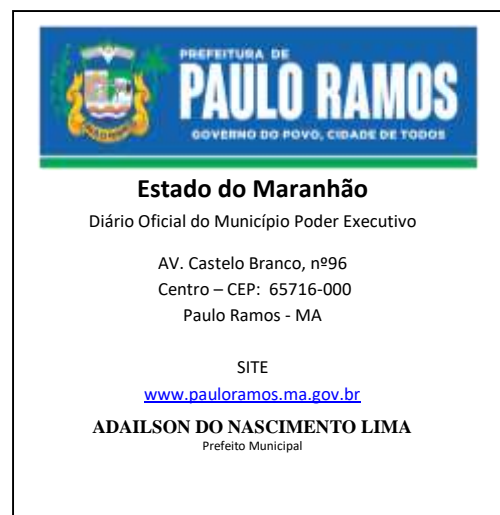 PREFEITURA DE
PAULO RAMOS
GOVERNO DO POVO, CIDADE DE TODOS
Estado do Maranhão
Diário Oficial do Município Poder Executivo
AV. Castelo Branco, nº96
Centro – CEP: 65716-000
Paulo Ramos - MA
SITE
www.pauloramos.ma.gov.br
ADAILSON DO NASCIMENTO LIMA
Prefeito Municipal